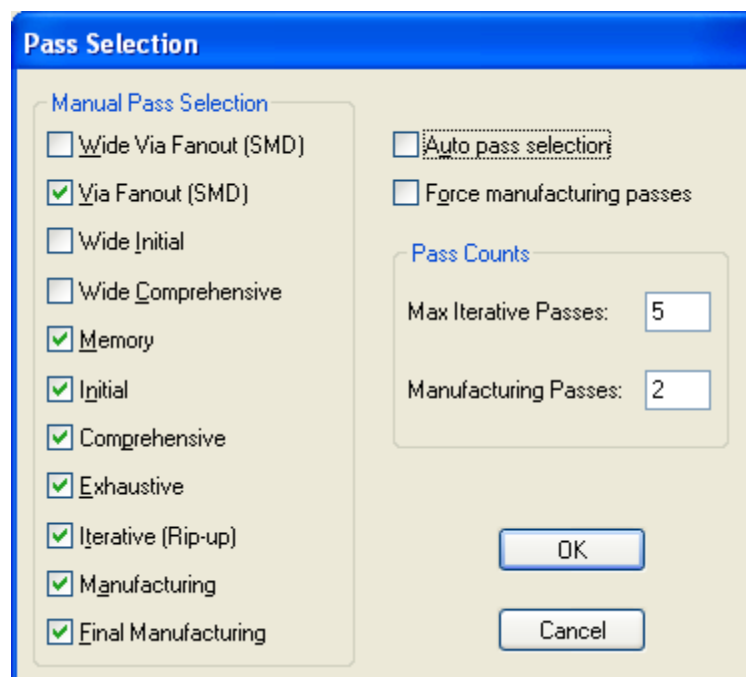 Pass Selection
Manual Pass Selection
Wide Via Fanout (SMD)
Via Fanout (SMD)
Wide Initial
Wide Comprehensive
Memory
Initial
Comprehensive
Exhaustive
Iterative (Rip-up)
Manufacturing
Final Manufacturing
Auto pass selection
Force manufacturing passes
Pass Counts
Max Iterative Passes: 5
Manufacturing Passes: 2
OK
Cancel